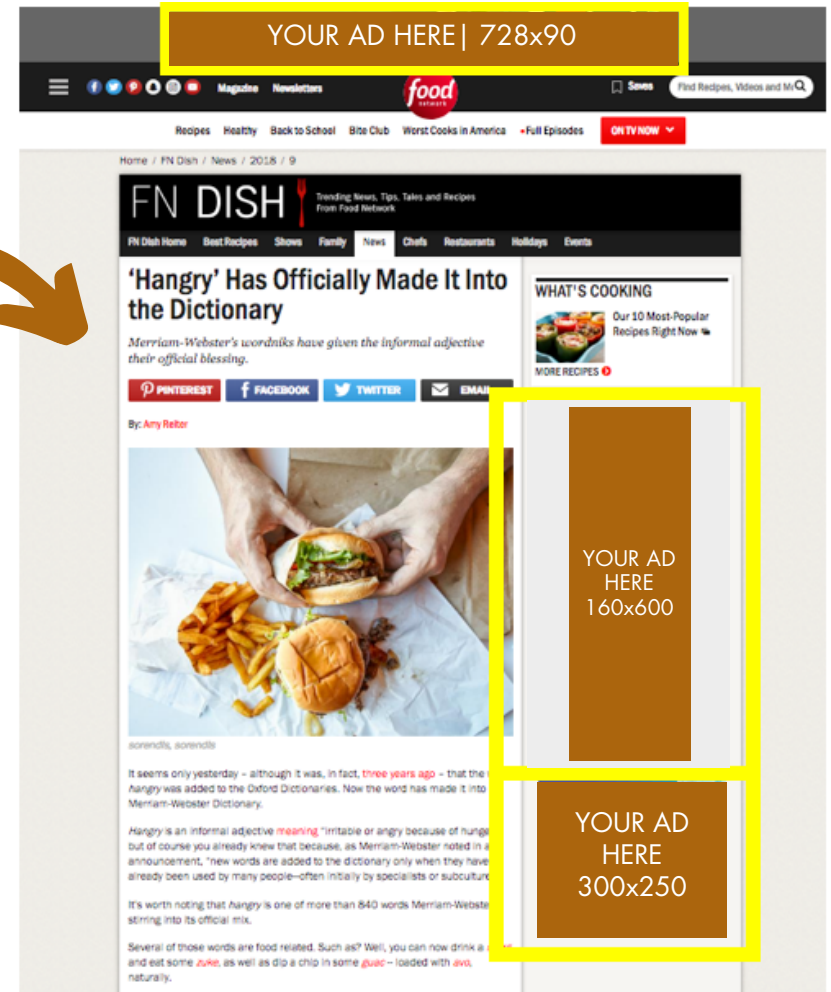 YOUR AD HERE| 728x90
Magazine Newsletters
food
network
Saves
Find Recipes, Videos and Mo
Recipes Healthy Back to School Bite Club Worst Cooks in America •Full Episodes ON TV NOW
Home / FN Dish / News / 2018 / 9
FN DISH
Trending News, Tips, Tales and Recipes
From Food Network
FN Dish Home Best Recipes Shows Family News Chefs Restaurants Holidays Events
'Hangry' Has Officially Made It Into
the Dictionary
Merriam-Webster's wordniks have given the informal adjective
their official blessing.
PINTEREST FACEBOOK TWITTER EMAIL
By: Amy Reiter
WHAT'S COOKING
Our 10 Most-Popular
Recipes Right Now
MORE RECIPES
YOUR AD
HERE
160x600
YOUR AD
HERE
300x250
sorendls, sorendls
It seems only yesterday – although it was, in fact, three years ago – that the
hangry was added to the Oxford Dictionaries. Now the word has made it into
Merriam-Webster Dictionary.
Hangry is an informal adjective meaning "irritable or angry because of hunge
but of course you already knew that because, as Merriam-Webster noted in a
announcement, "new words are added to the dictionary only when they have
already been used by many people—often initially by specialists or subculture
It's worth noting that hangry is one of more than 840 words Merriam-Webste
stirring into its official mix.
Several of those words are food related. Such as? Well, you can now drink a
and eat some zuke, as well as dip a chip in some guac – loaded with avo,
naturally.